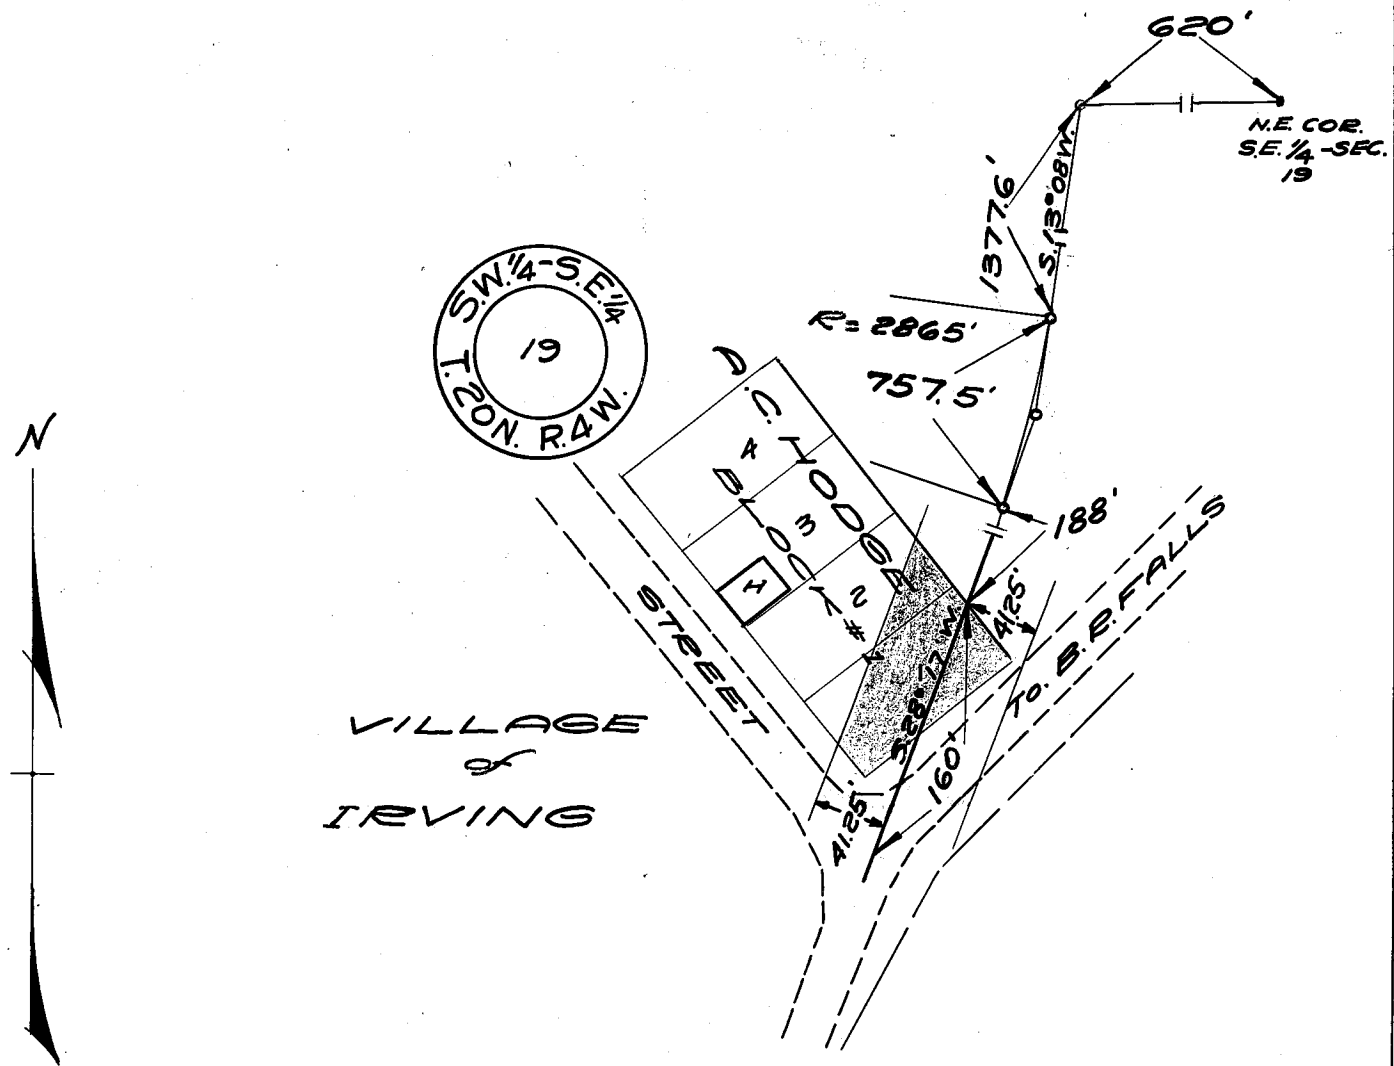 620'
N.E. COR.
S.E. 1/4 - SEC.
19
1377.6'
S. 13° 08 W.
S.W. 1/4 - S.E. 1/4
19
T. 20 N. R. 4 W.
R = 2865'
757.5'
N
A.C. HODGE
BLOCK #1
4
3
2
H
188'
41.25'
STREET
TO. B.R. FALLS
S. 28° 17' W.
160'
41.25'
VILLAGE
of
IRVING